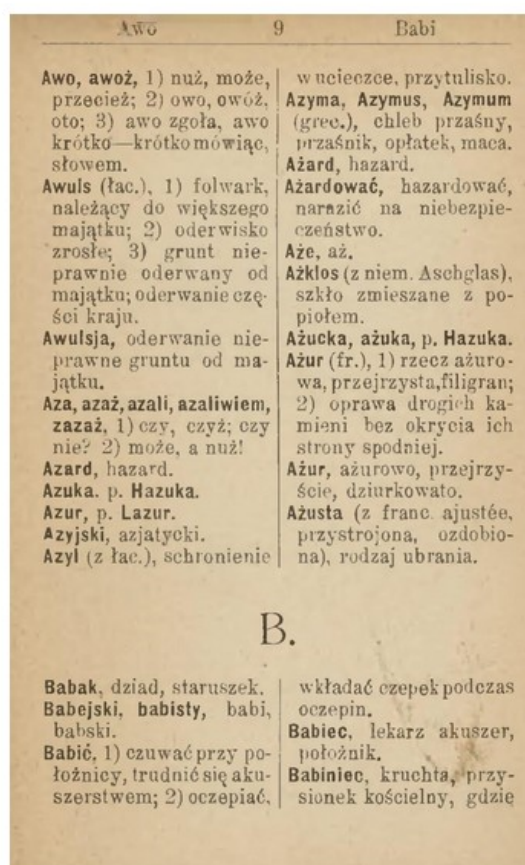 Awo 9 Babi
Awo, awoż, 1) nuż, może,
przecież; 2) owo, owóż,
oto; 3) awo zgoła, awo
krótko—krótko mówiąc,
słowem.
Awuls (łac.), 1) folwark,
należący do większego
majątku; 2) oderwisko
zrosłe; 3) grunt nie-
prawnie oderwany od
majątku; oderwanie czę-
ści kraju.
Awulsja, oderwanie nie-
prawne gruntu od ma-
jątku.
Aza, azaż, azali, azaliwiem,
zazaż, 1) czy, czyż; czy
nie? 2) może, a nuż!
Azard, hazard.
Azuka. p. Hazuka.
Azur, p. Lazur.
Azyjski, azjatycki.
Azyl (z łac.), schronienie
w ucieczce, przytulisko.
Azyma, Azymus, Azymum
(grec.), chleb przaśny,
przaśnik, opłatek, maca.
Ażard, hazard.
Ażardować, hazardować,
narazić na niebezpie-
czeństwo.
Aże, aż.
Ażklos (z niem. Aschglas),
szkło zmieszane z po-
piołem.
Ażucka, ażuka, p. Hazuka.
Ażur (fr.), 1) rzecz ażuro-
wa, przejrzysta, filigran;
2) oprawa drogich ka-
mieni bez okrycia ich
strony spodniej.
Ażur, ażurowo, przejrzy-
ście, dziurkowato.
Ażusta (z franc. ajustée,
przystrojona, ozdobio-
na), rodzaj ubrania.
B.
Babak, dziad, staruszek.
Babejski, babisty, babi,
babski.
Babić, 1) czuwać przy po-
łożnicy, trudnić się aku-
szerstwem; 2) oczepiać,
wkładać czepek podczas
oczepin.
Babiec, lekarz akuszer,
położnik.
Babiniec, kruchta, przy-
sionek kościelny, gdzie